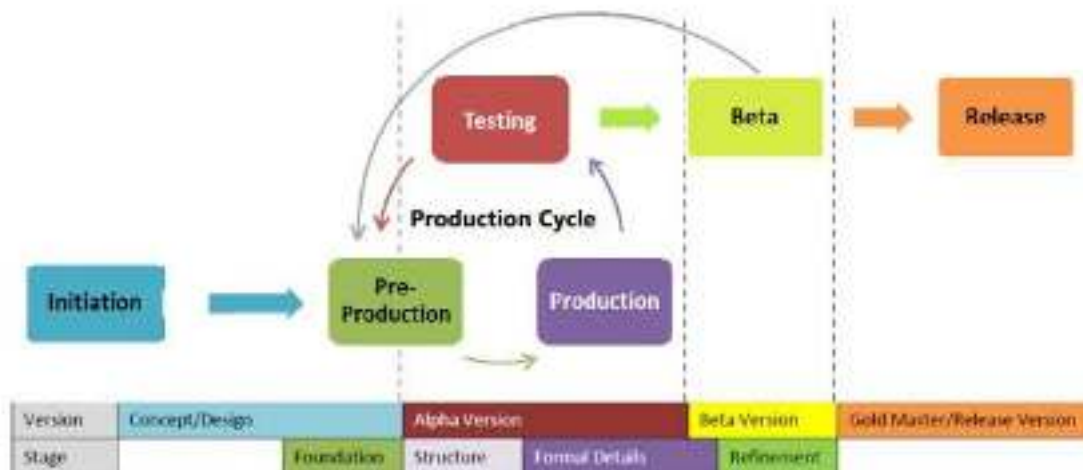 Testing
Beta
Release
Production Cycle
Initiation
Pre-
Production
Production
Version
Concept/Design
Alpha Version
Beta Version
Gold Master/Release Version
Stage
Foundation
Structure
Formal Details
Refinement